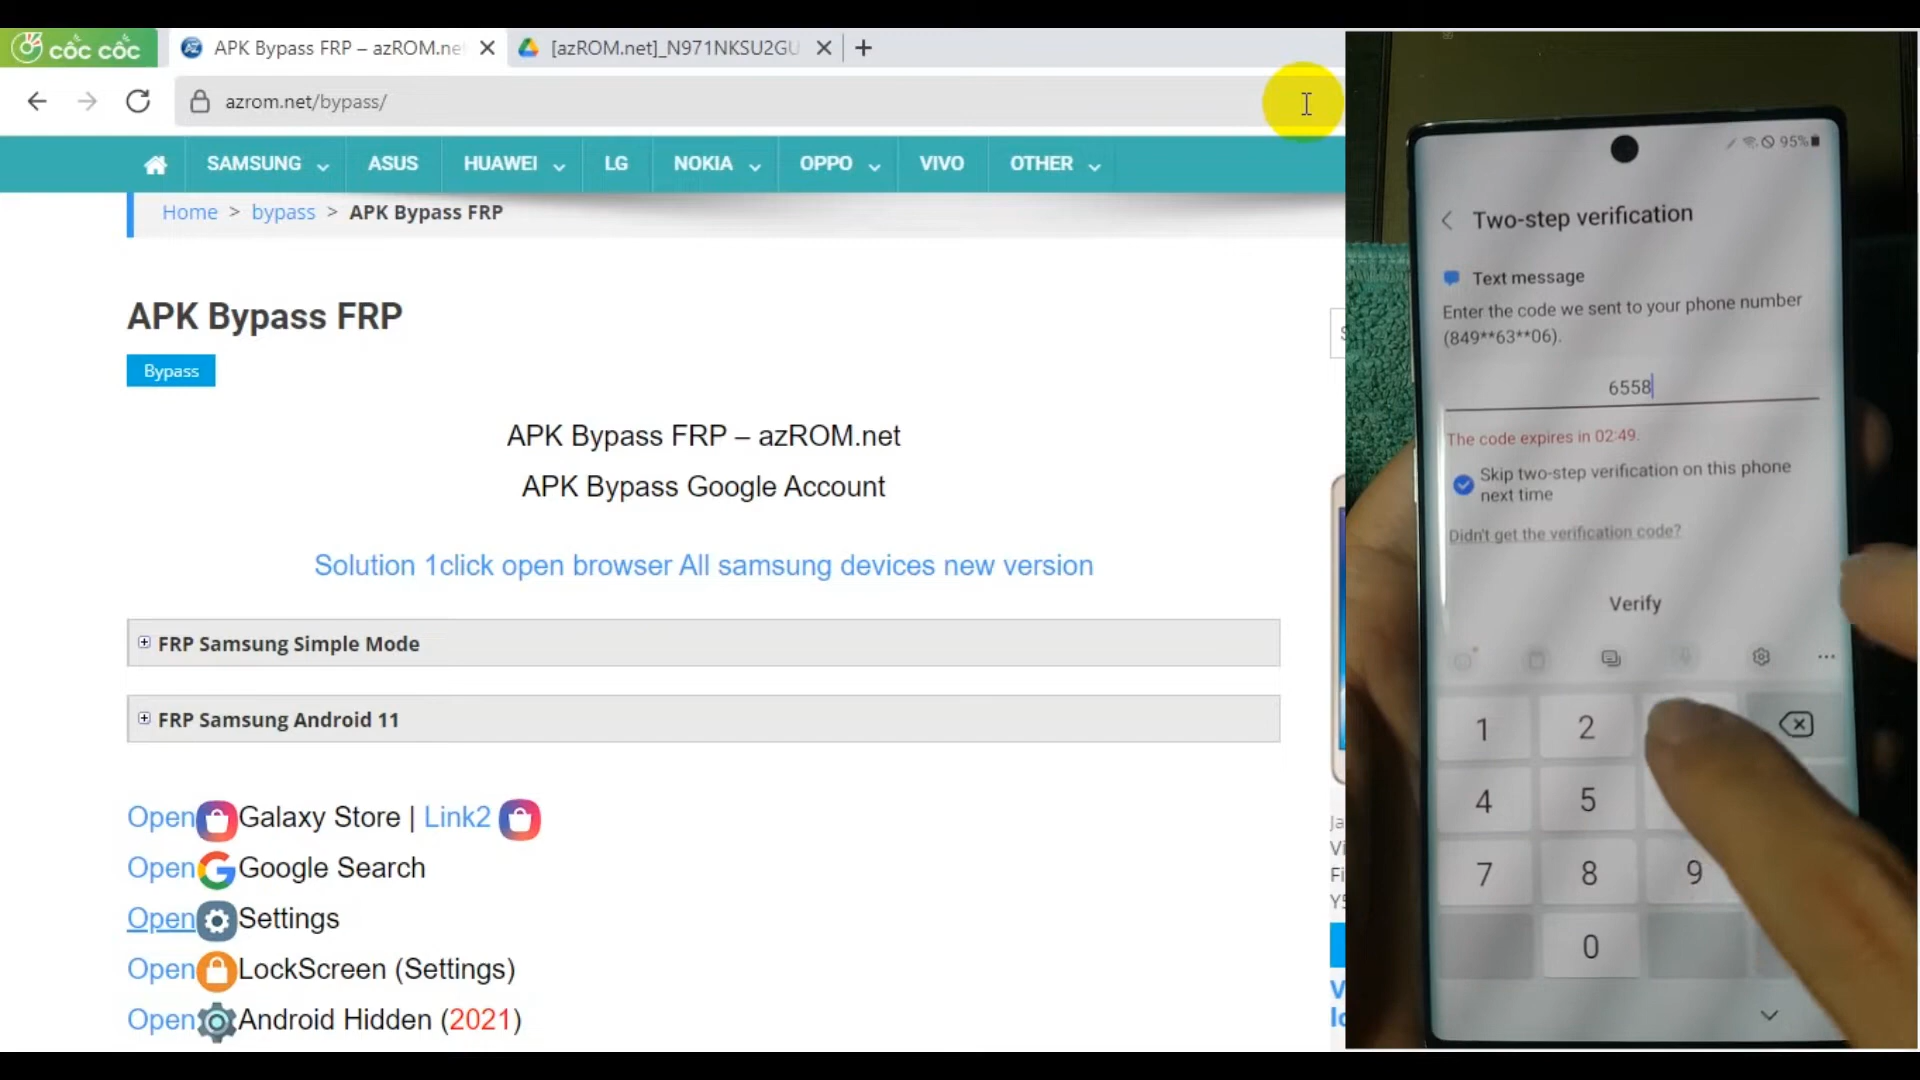 cốc cốc
APK Bypass FRP – azROM.ne
[azROM.net]_N971NKSU2GU
azrom.net/bypass/
SAMSUNG
ASUS
HUAWEI
LG
NOKIA
OPPO
VIVO
OTHER
Home > bypass > APK Bypass FRP
APK Bypass FRP
Bypass
APK Bypass FRP – azROM.net
APK Bypass Google Account
Solution 1click open browser All samsung devices new version
FRP Samsung Simple Mode
FRP Samsung Android 11
Open Galaxy Store | Link2
Open Google Search
Open Settings
Open LockScreen (Settings)
Open Android Hidden (2021)
Ja
Vi
Fi
V
lo
95%
Two-step verification
Text message
Enter the code we sent to your phone number
(849**63**06).
6558
The code expires in 02:49.
Skip two-step verification on this phone
next time
Didn't get the verification code?
Verify
1 2
4 5
7 8 9
0